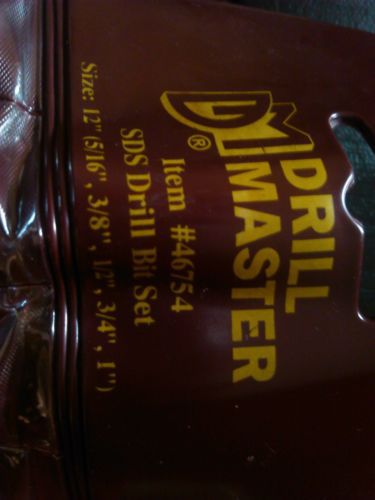 DM®
DRILL
MASTER
Item #46754
SDS Drill Bit Set
Size: 12" (5/16", 3/8", 1/2", 3/4", 1")